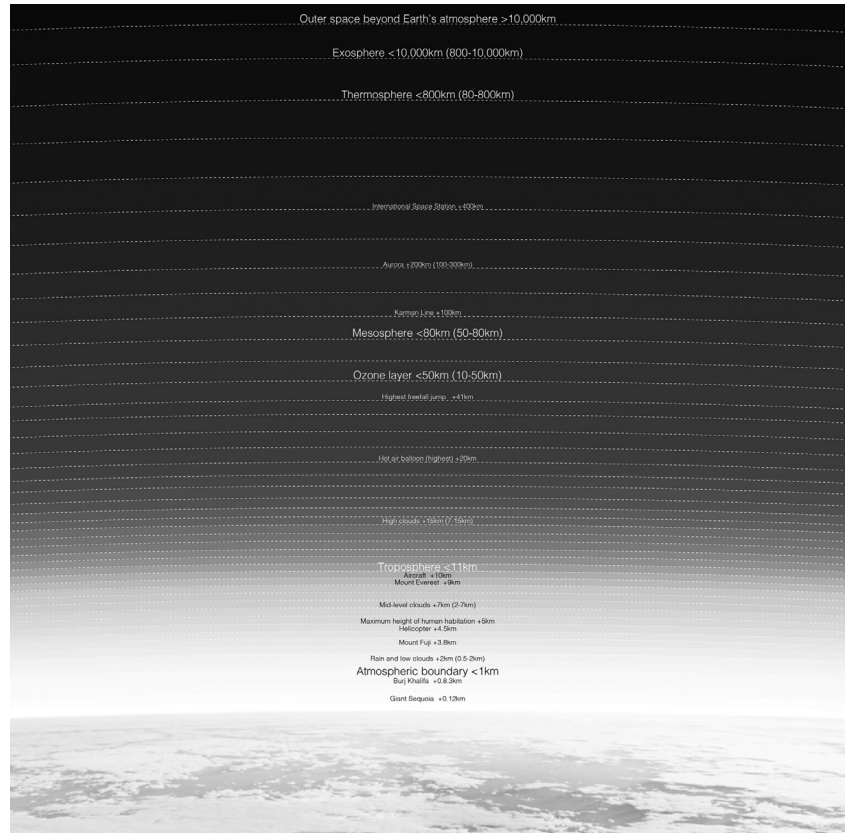 Outer space beyond Earth's atmosphere >10,000km
Exosphere <10,000km (800-10,000km)
Thermosphere <800km (80-800km)
International Space Station +400km
Aurora +200km (100-300km)
Karman Line +100km
Mesosphere <80km (50-80km)
Ozone layer <50km (10-50km)
Highest freefall jump +41km
Hot air balloon (highest) +20km
High clouds +15km (7-15km)
Troposphere <11km
Aircraft +10km
Mount Everest +9km
Mid-level clouds +7km (2-7km)
Maximum height of human habitation +5km
Helicopter +4.5km
Mount Fuji +3.8km
Rain and low clouds +2km (0.5-2km)
Atmospheric boundary <1km
Burj Khalifa +0.8.3km
Giant Sequoia +0.12km